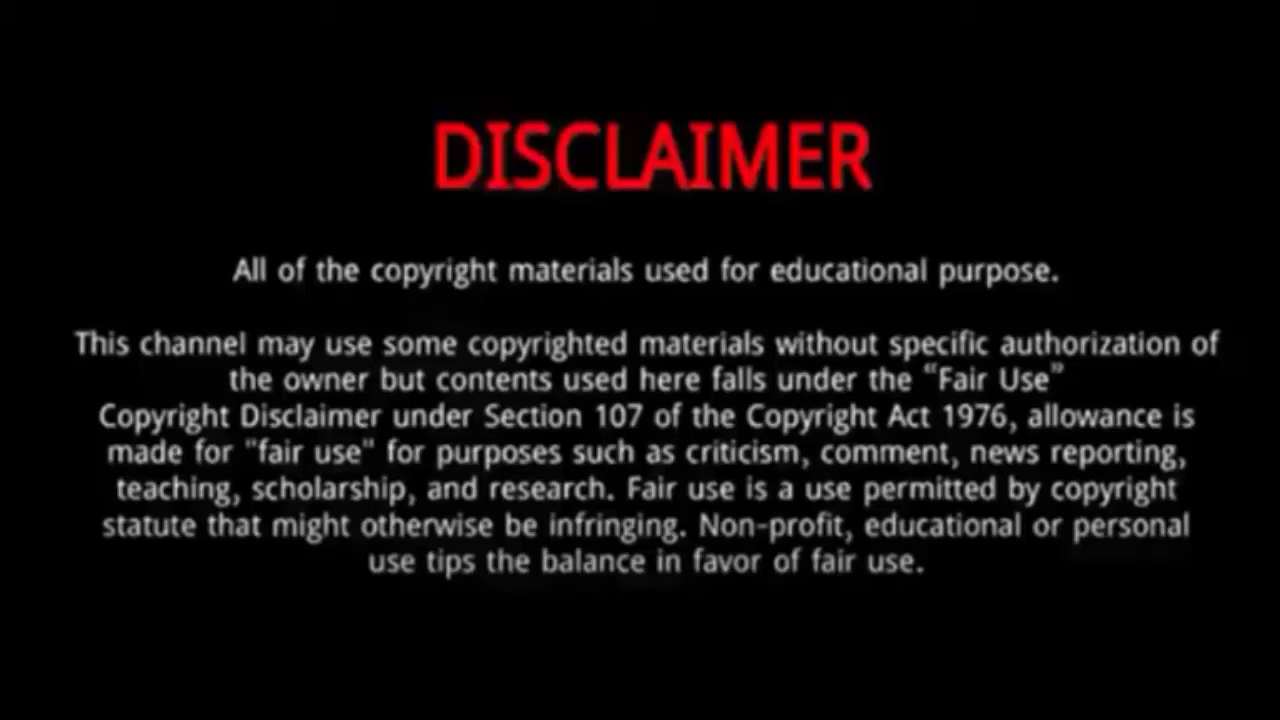 DISCLAIMER
All of the copyright materials used for educational purpose.
This channel may use some copyrighted materials without specific authorization of
the owner but contents used here falls under the “Fair Use”
Copyright Disclaimer under Section 107 of the Copyright Act 1976, allowance is
made for "fair use" for purposes such as criticism, comment, news reporting,
teaching, scholarship, and research. Fair use is a use permitted by copyright
statute that might otherwise be infringing. Non-profit, educational or personal
use tips the balance in favor of fair use.